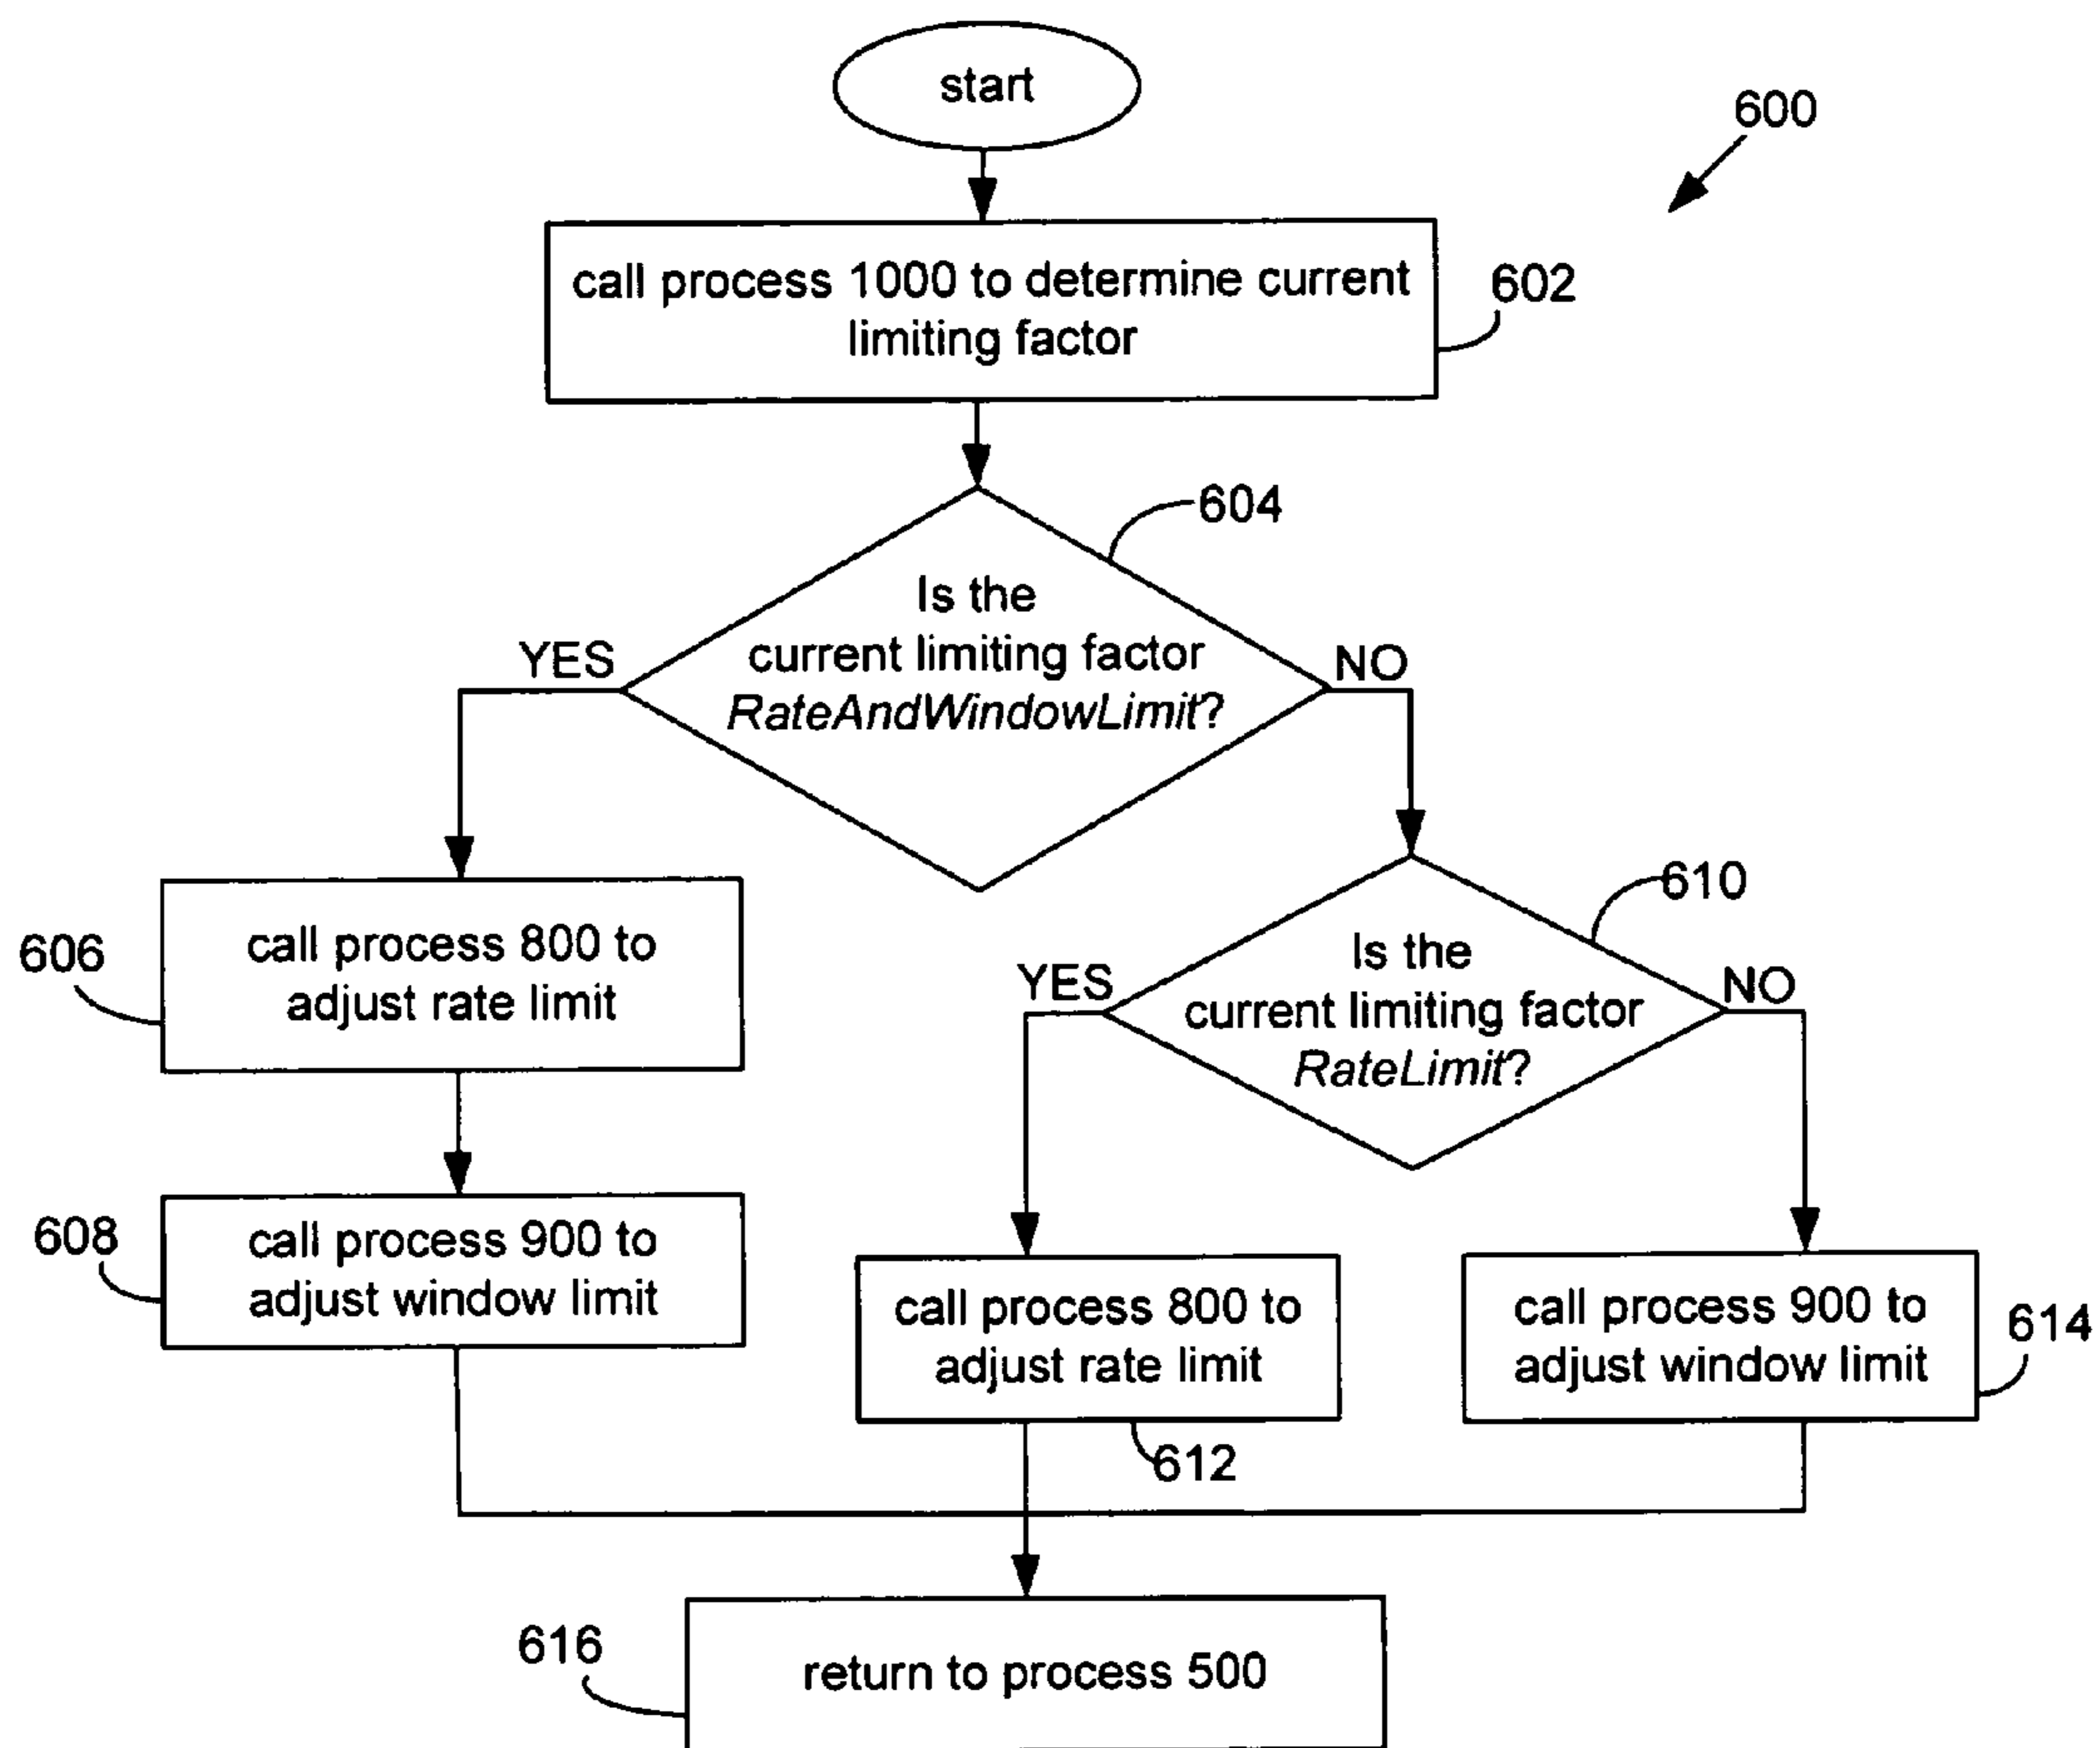 start
600
call process 1000 to determine current
limiting factor
602
604
Is the
current limiting factor
RateAndWindowLimit?
YES
NO
610
Is the
current limiting factor
RateLimit?
YES
NO
606
call process 800 to
adjust rate limit
608
call process 900 to
adjust window limit
call process 800 to
adjust rate limit
612
call process 900 to
adjust window limit
614
616
return to process 500